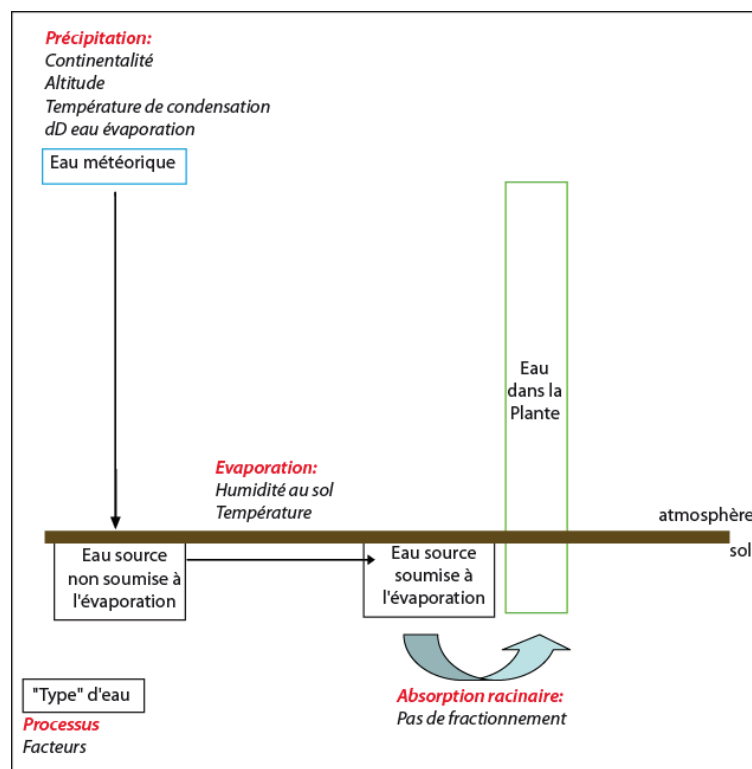 Précipitation:
Continentalité
Altitude
Température de condensation
dD eau évaporation
Eau météorique
Eau
dans la
Plante
Evaporation:
Humidité au sol
Température
atmosphère
sol
Eau source
non soumise à
l'évaporation
Eau source
soumise à
l'évaporation
"Type" d'eau
Processus
Facteurs
Absorption racinaire:
Pas de fractionnement